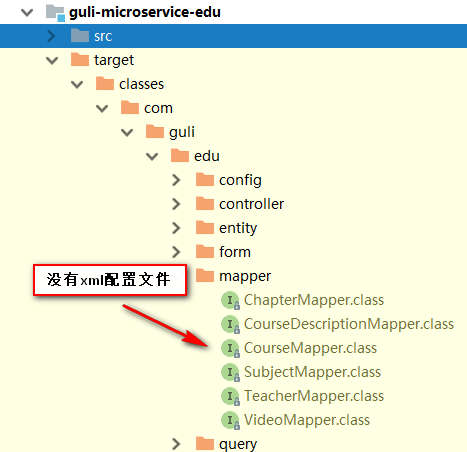 guli-microservice-edu
src
target
classes
com
guli
edu
config
controller
entity
form
没有xml配置文件
mapper
ChapterMapper.class
CourseDescriptionMapper.class
CourseMapper.class
SubjectMapper.class
TeacherMapper.class
VideoMapper.class
query